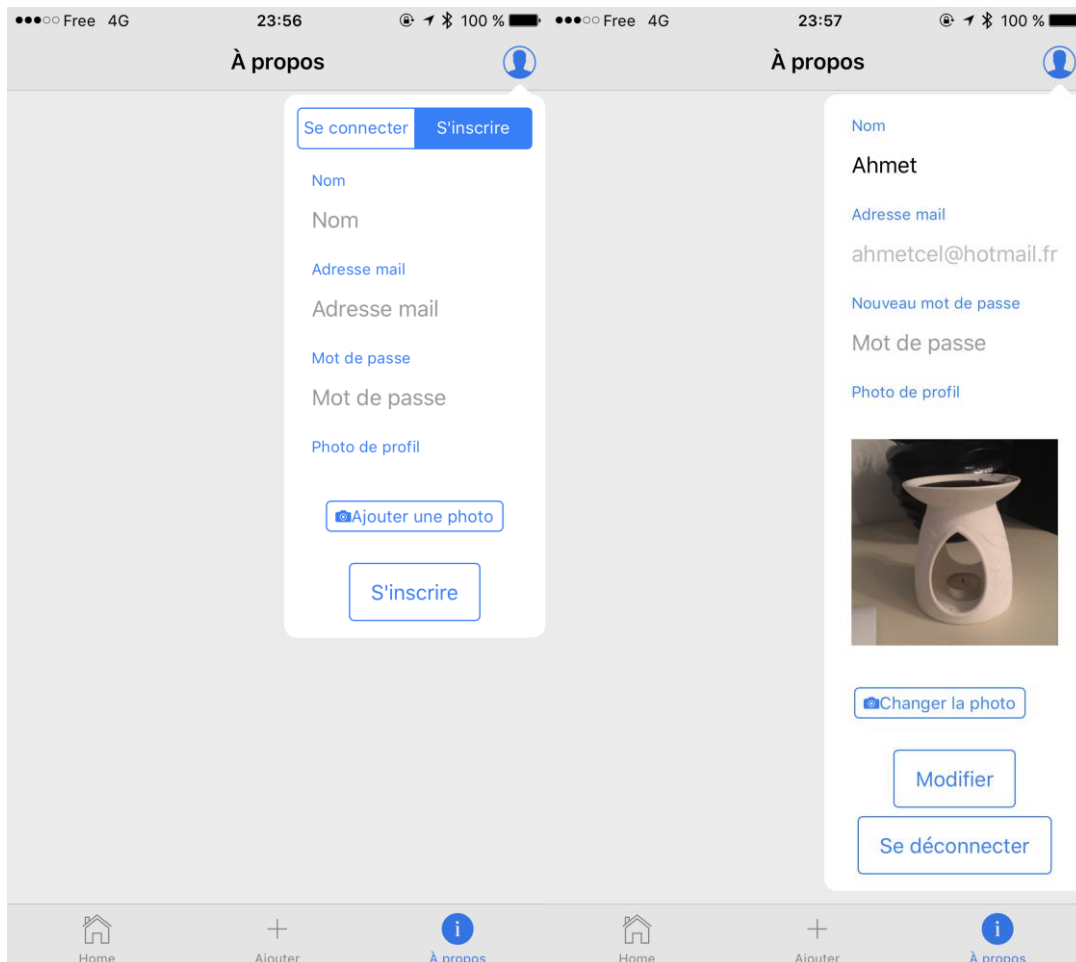 Free 4G 23:56 100 %
À propos
Se connecter S'inscrire
Nom
Nom
Adresse mail
Adresse mail
Mot de passe
Mot de passe
Photo de profil
Ajouter une photo
S'inscrire
Home Ajouter À propos
Free 4G 23:57 100 %
À propos
Nom
Ahmet
Adresse mail
ahmetcel@hotmail.fr
Nouveau mot de passe
Mot de passe
Photo de profil
Changer la photo
Modifier
Se déconnecter
Home Ajouter À propos